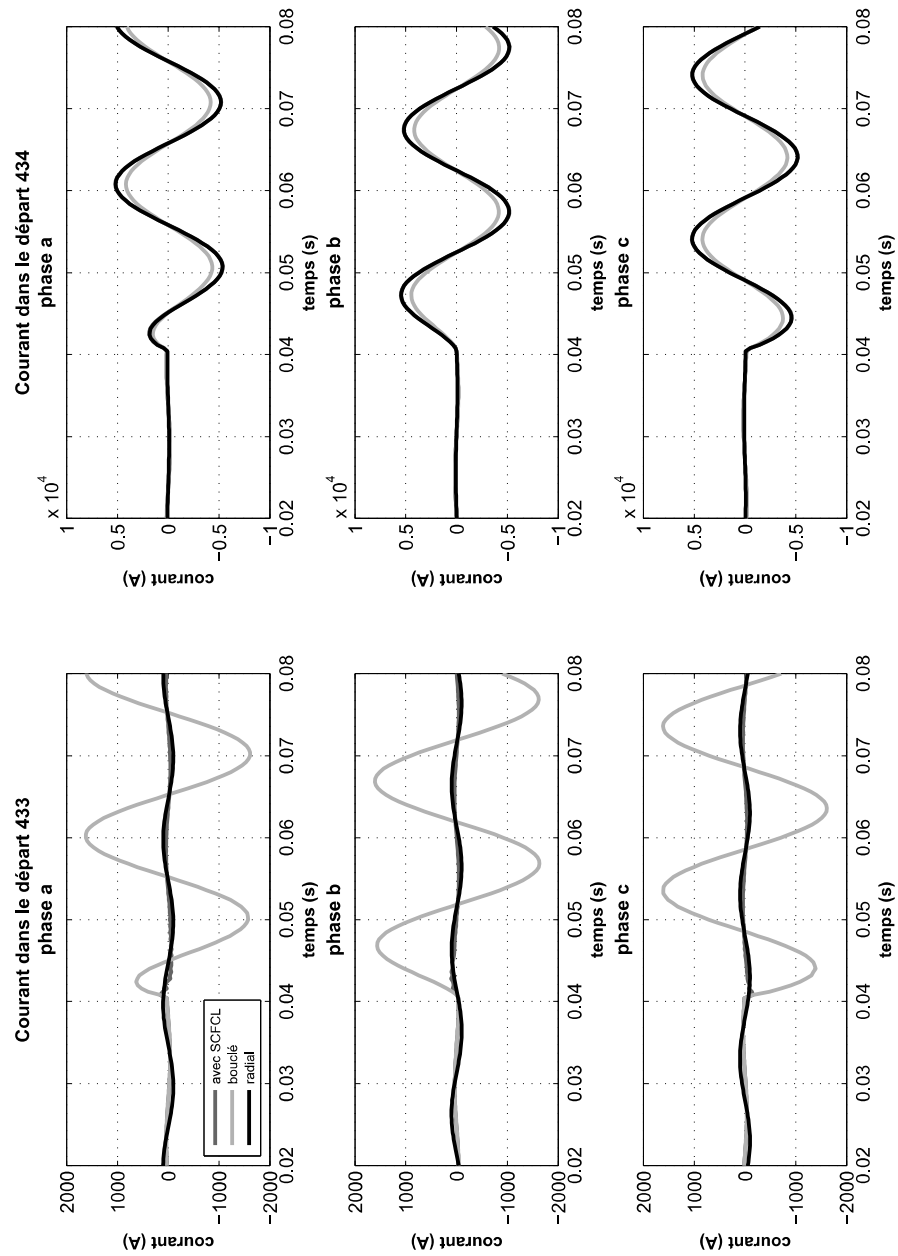 Courant dans le départ 433
phase a
courant (A)
2000
1000
0
−1000
−2000
0.02 0.03 0.04 0.05 0.06 0.07 0.08
temps (s)
avec SCFCL
bouclé
radial
phase b
courant (A)
2000
1000
0
−1000
−2000
0.02 0.03 0.04 0.05 0.06 0.07 0.08
temps (s)
phase c
courant (A)
2000
1000
0
−1000
−2000
0.02 0.03 0.04 0.05 0.06 0.07 0.08
temps (s)
Courant dans le départ 434
phase a
x 10⁴
courant (A)
1
0.5
0
−0.5
−1
0.02 0.03 0.04 0.05 0.06 0.07 0.08
temps (s)
phase b
x 10⁴
courant (A)
1
0.5
0
−0.5
−1
0.02 0.03 0.04 0.05 0.06 0.07 0.08
temps (s)
phase c
x 10⁴
courant (A)
1
0.5
0
−0.5
−1
0.02 0.03 0.04 0.05 0.06 0.07 0.08
temps (s)